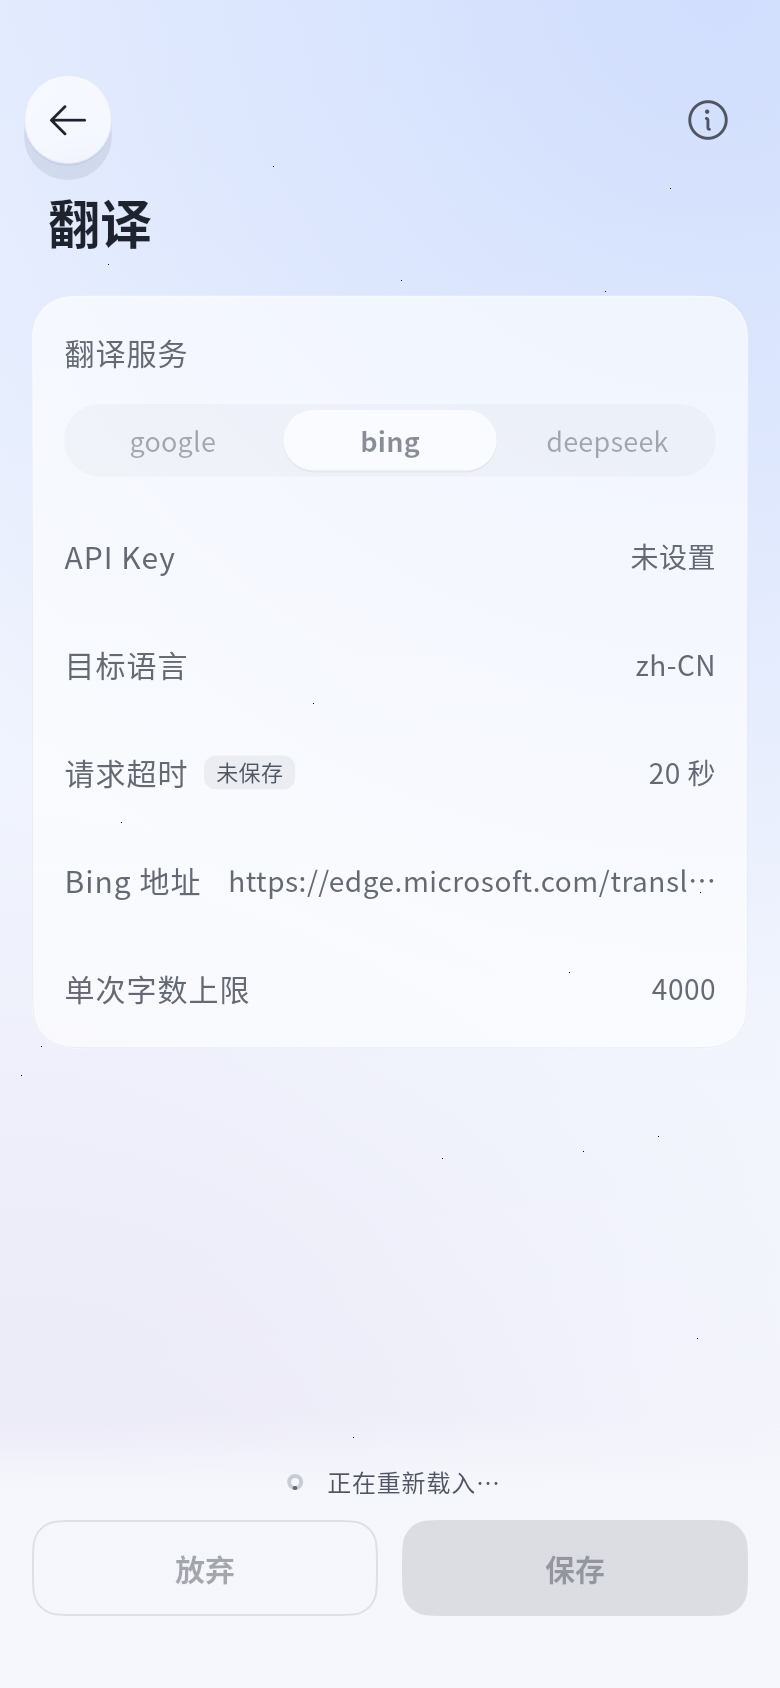 翻译
翻译服务
google bing deepseek
API Key 未设置
目标语言 zh-CN
请求超时 未保存 20 秒
Bing 地址 https://edge.microsoft.com/transl…
单次字数上限 4000
正在重新载入…
放弃 保存